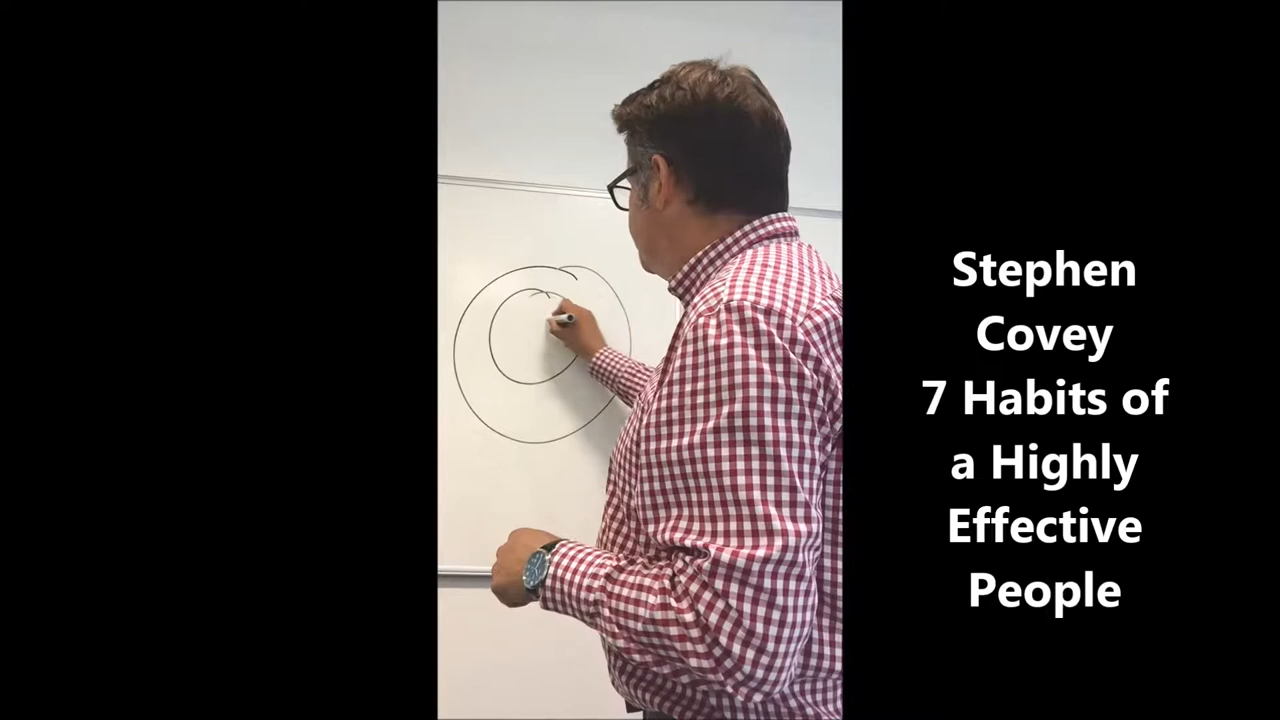 Stephen
Covey
7 Habits of
a Highly
Effective
People